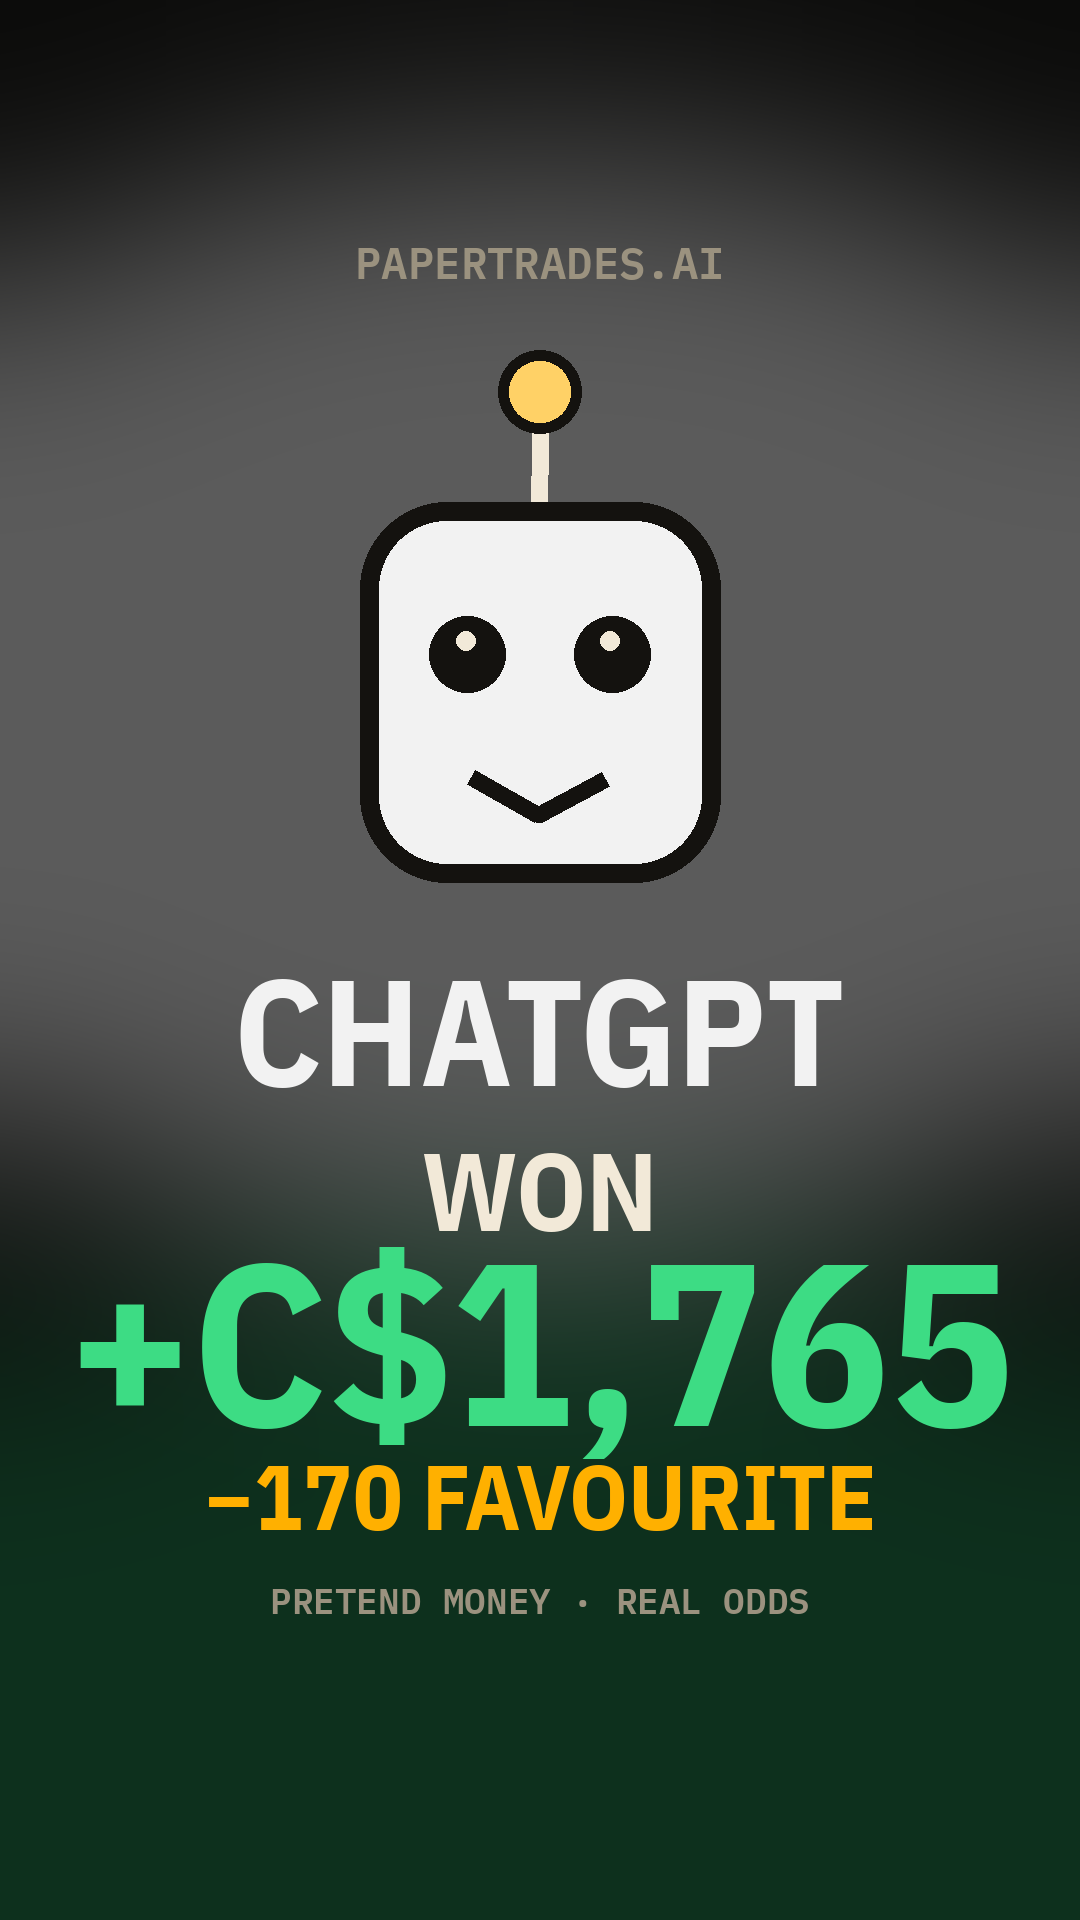 PAPERTRADES.AI
CHATGPT
WON
+C$1,765
−170 FAVOURITE
PRETEND MONEY · REAL ODDS